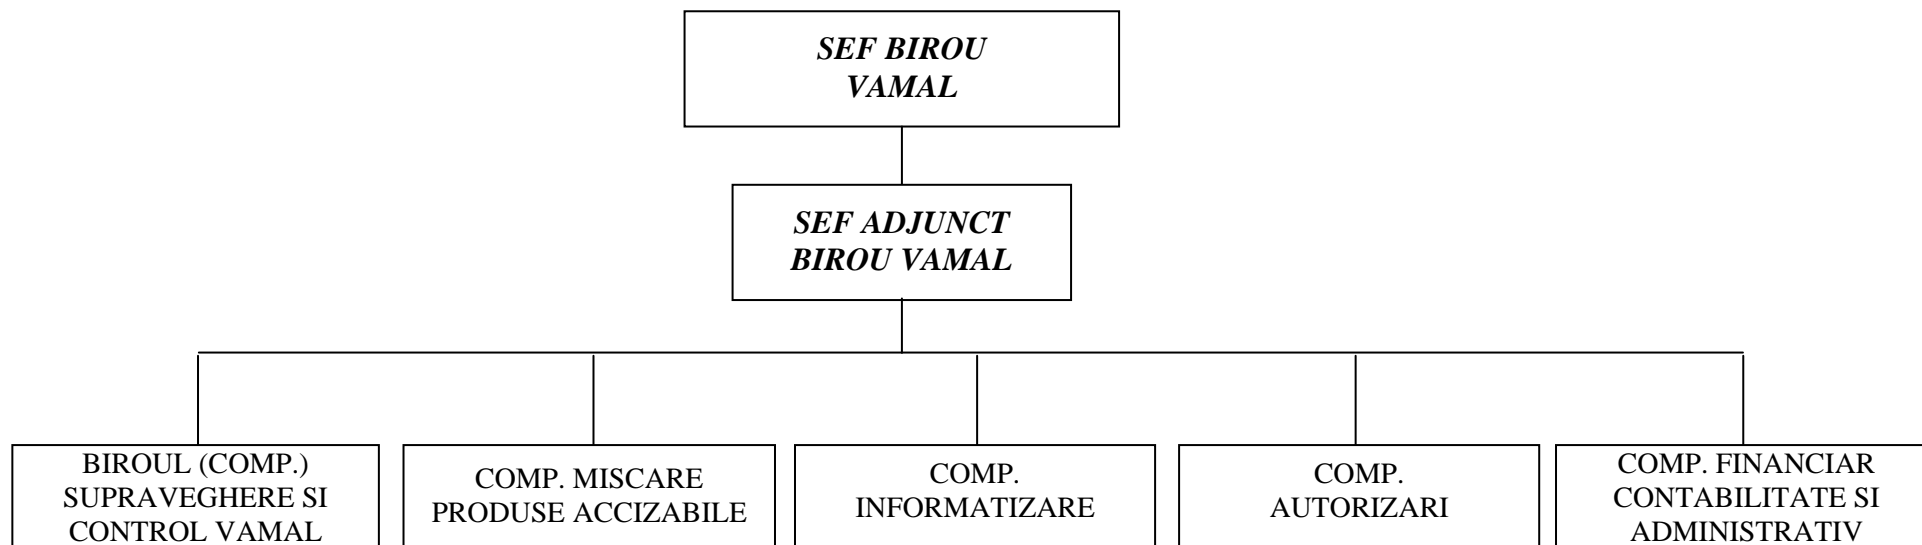 SEF BIROU
VAMAL
SEF ADJUNCT
BIROU VAMAL
BIROUL (COMP.)
SUPRAVEGHERE SI
CONTROL VAMAL
COMP. MISCARE
PRODUSE ACCIZABILE
COMP.
INFORMATIZARE
COMP.
AUTORIZARI
COMP. FINANCIAR
CONTABILITATE SI
ADMINISTRATIV